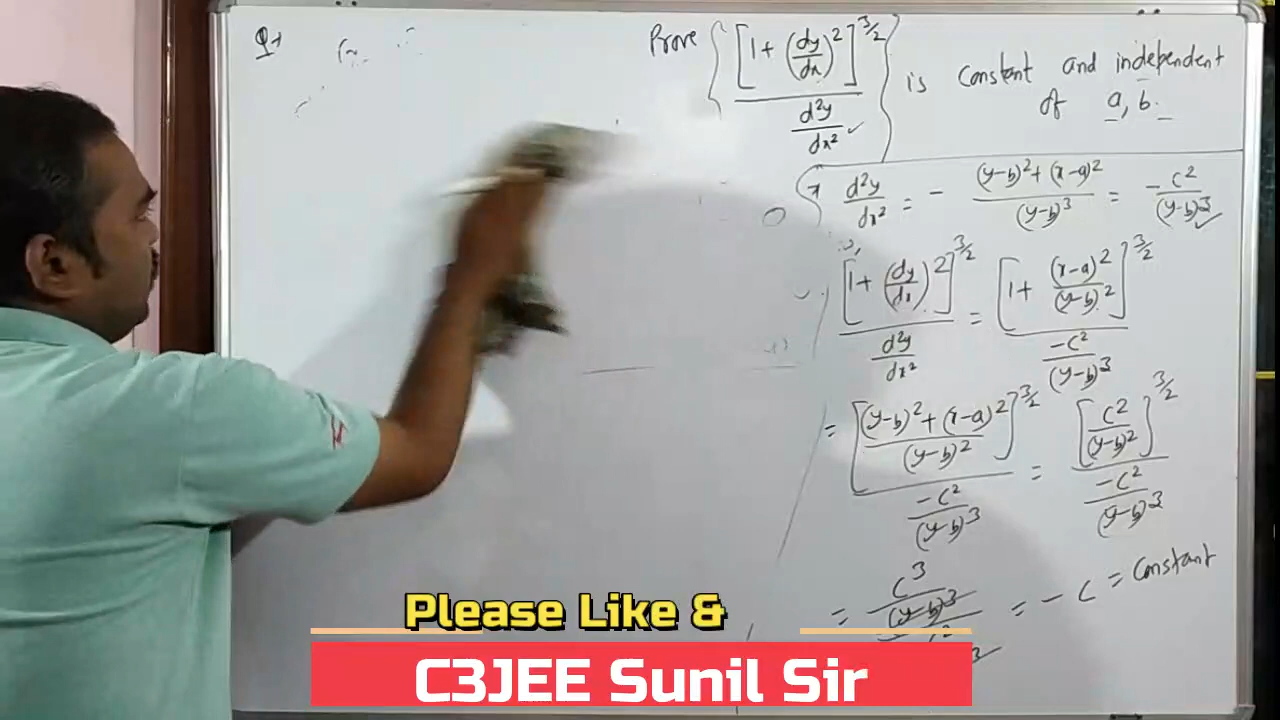 Q→
Prove { [1 + (dy/dx)²]^3/2 / d²y/dx² ✓ } is constant and independent
of a, b.
* d²y/dx² = - (y-b)² + (x-a)² / (y-b)³ = -c² / (y-b)³ ✓
[1 + (dy/dx)²]^3/2 / d²y/dx² = [1 + (x-a)²/(y-b)²]^3/2 / -c²/(y-b)³
= [(y-b)² + (x-a)² / (y-b)²]^3/2 / -c²/(y-b)³ = [c²/(y-b)²]^3/2 / -c²/(y-b)³
= c³/(y-b)³ = - c = constant
Please Like &
C3JEE Sunil Sir